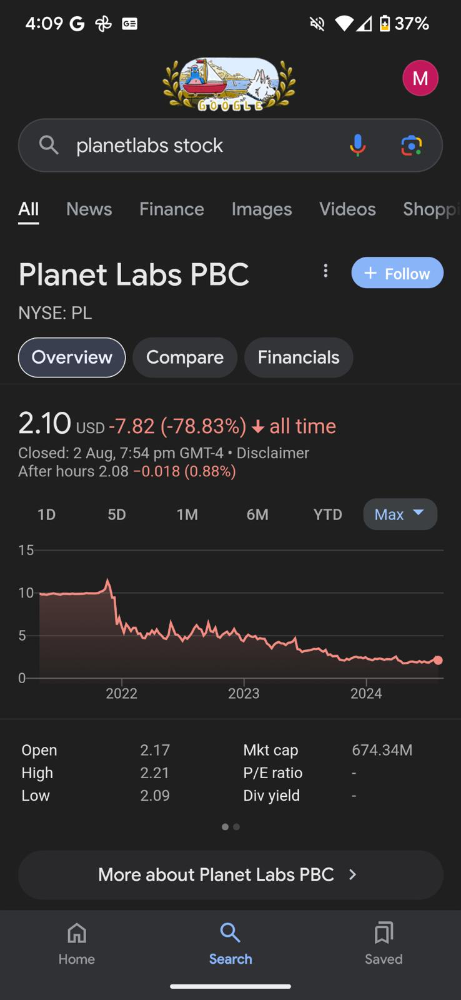 4:09 G GE 37%
GOOGLE
M
planetlabs stock
All News Finance Images Videos Shoppi
Planet Labs PBC
+ Follow
NYSE: PL
Overview Compare Financials
2.10 USD -7.82 (-78.83%) ↓ all time
Closed: 2 Aug, 7:54 pm GMT-4 • Disclaimer
After hours 2.08 −0.018 (0.88%)
1D 5D 1M 6M YTD Max
15
10
5
0
2022 2023 2024
Open 2.17 Mkt cap 674.34M
High 2.21 P/E ratio -
Low 2.09 Div yield -
More about Planet Labs PBC >
Home Search Saved